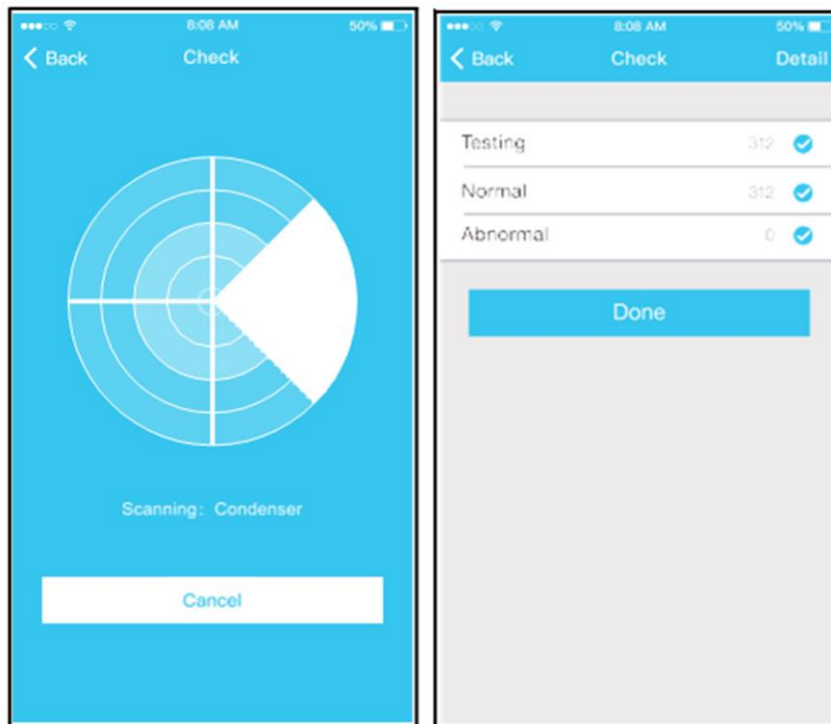 8:08 AM 50%
Back Check
Scanning: Condenser
Cancel
8:08 AM 50%
Back Check Detail
Testing 312
Normal 312
Abnormal 0
Done